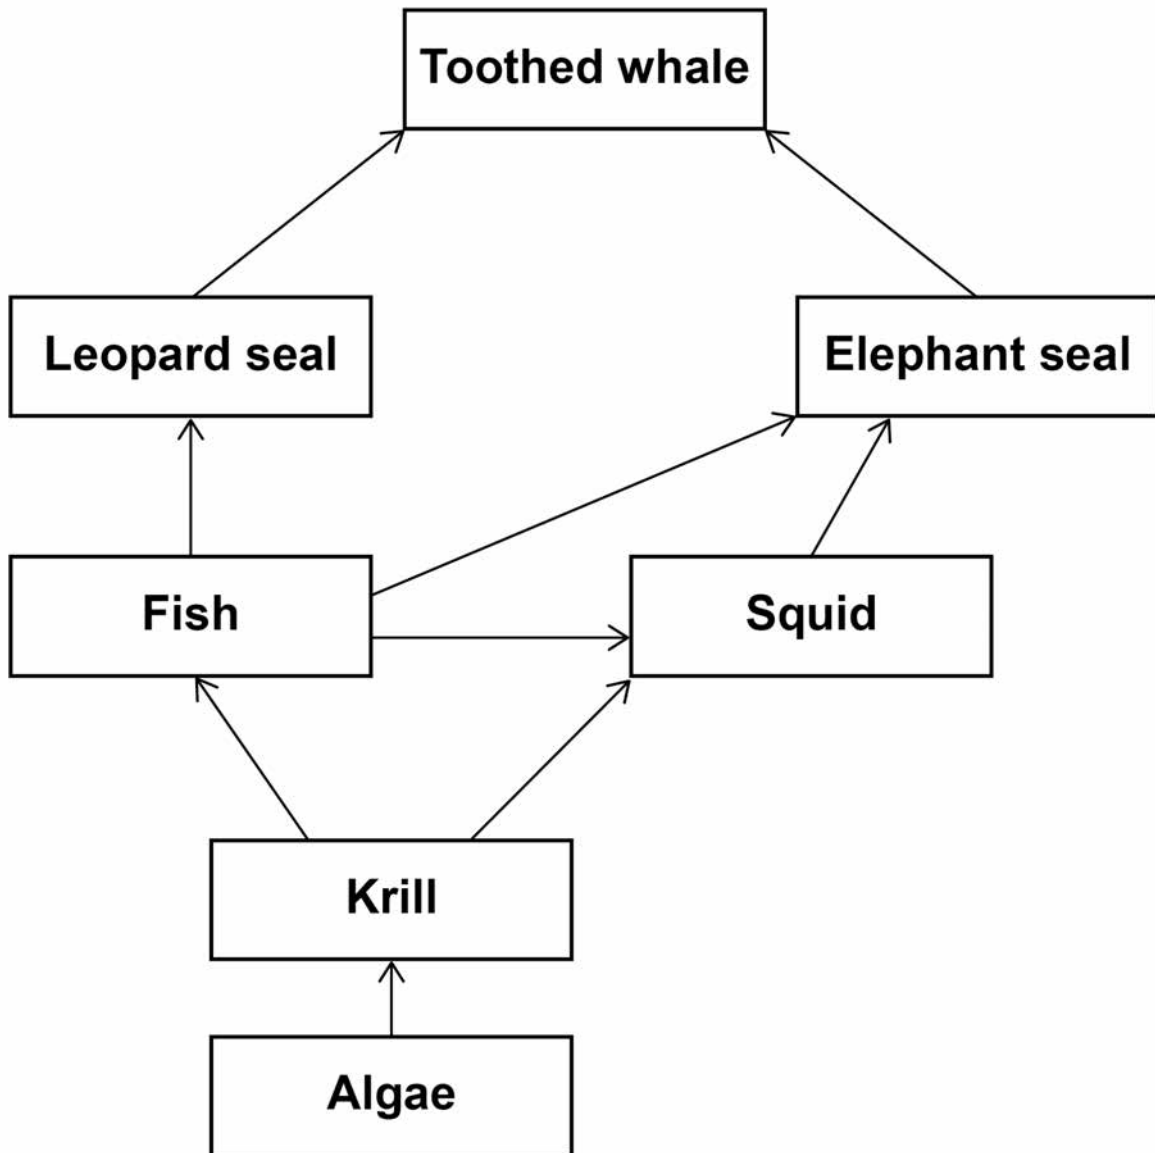 Toothed whale
Leopard seal
Elephant seal
Fish
Squid
Krill
Algae